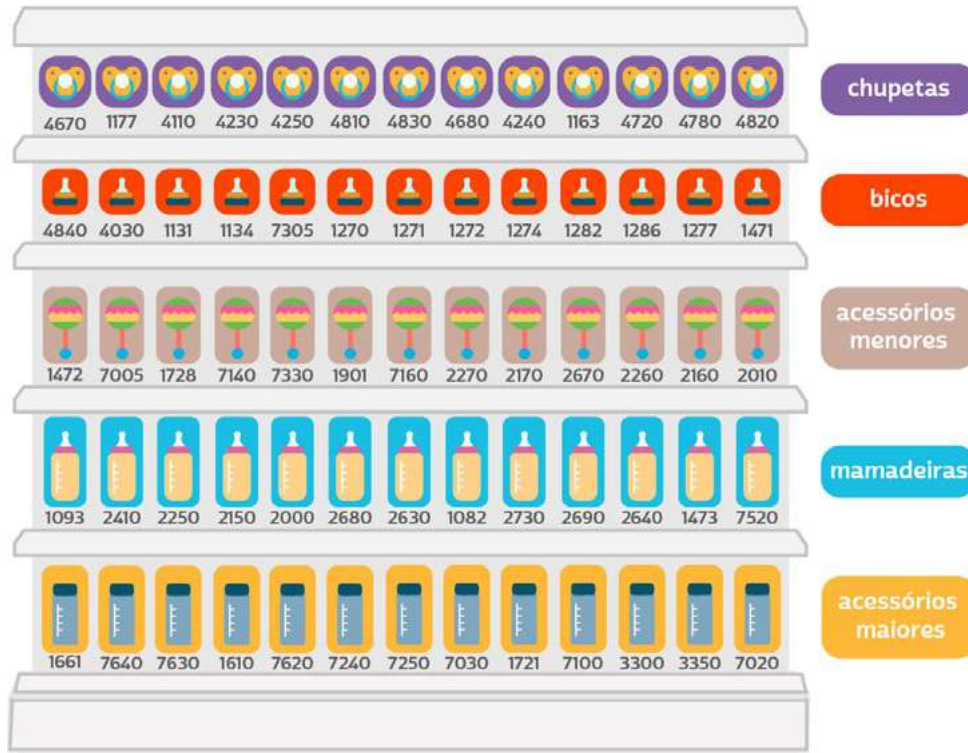 4670 1177 4110 4230 4250 4810 4830 4680 4240 1163 4720 4780 4820
chupetas
4840 4030 1131 1134 7305 1270 1271 1272 1274 1282 1286 1277 1471
bicos
1472 7005 1728 7140 7330 1901 7160 2270 2170 2670 2260 2160 2010
acessórios
menores
1093 2410 2250 2150 2000 2680 2630 1082 2730 2690 2640 1473 7520
mamadeiras
1661 7640 7630 1610 7620 7240 7250 7030 1721 7100 3300 3350 7020
acessórios
maiores